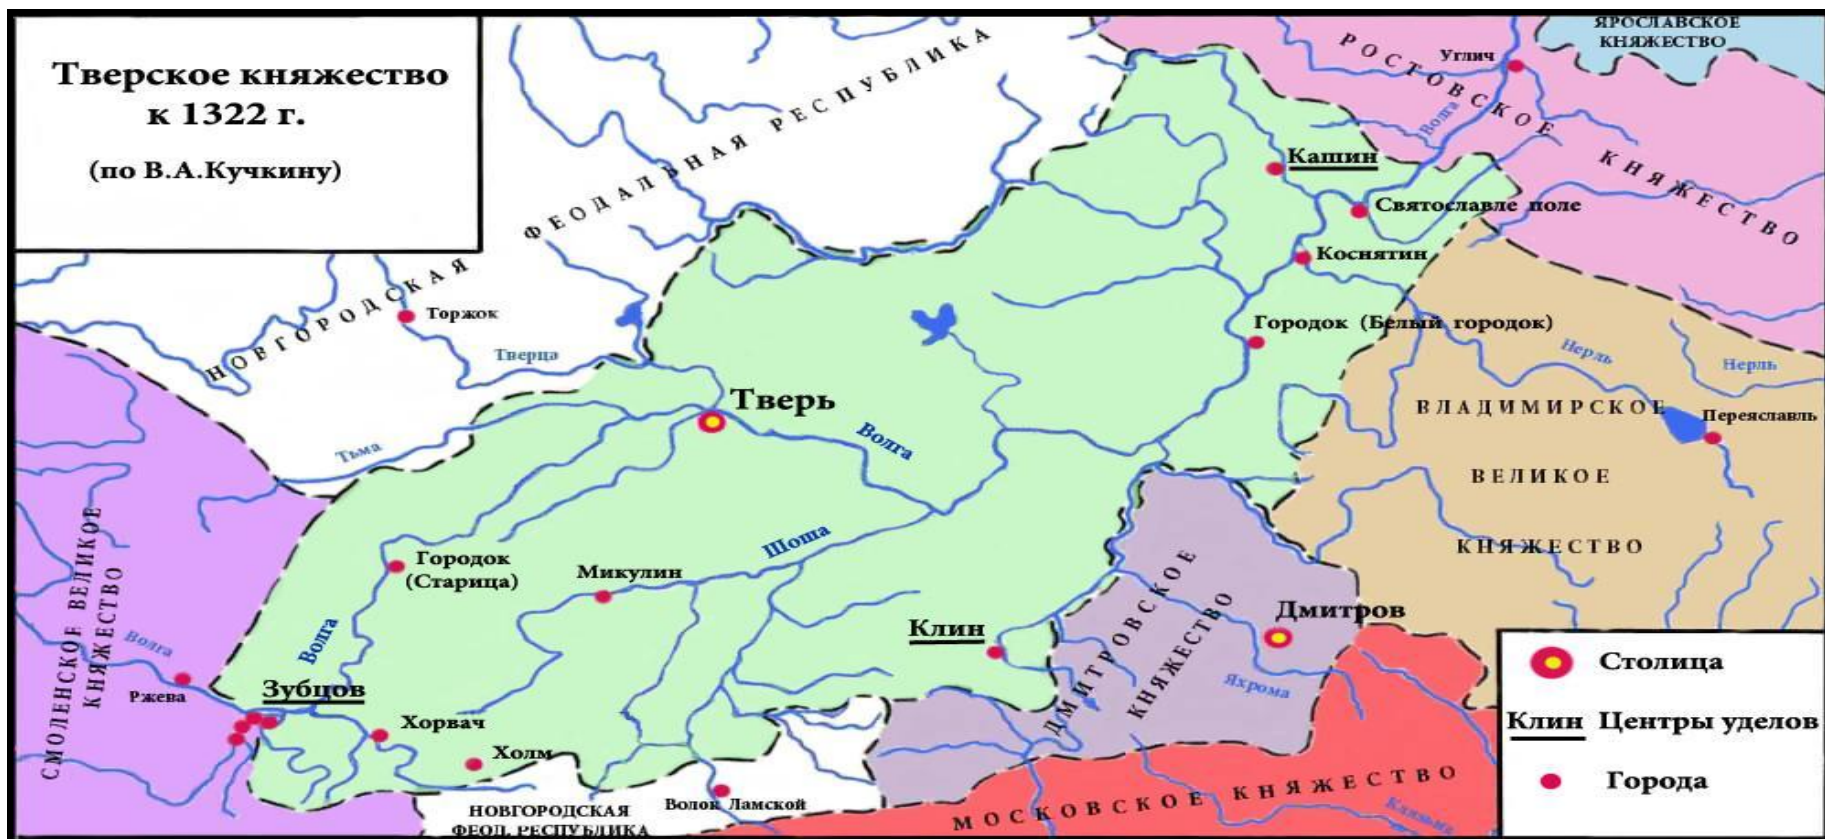 Тверское княжество
к 1322 г.
(по В.А.Кучкину)
НОВГОРОДСКАЯ ФЕОДАЛЬНАЯ РЕСПУБЛИКА
ЯРОСЛАВСКОЕ
КНЯЖЕСТВО
РОСТОВСКОЕ КНЯЖЕСТВО
Углич
Волга
Кашин
Святославле поле
Коснятин
Городок (Белый городок)
Нерль
Нерль
Торжок
Тверца
Тверь
Волга
Тьма
ВЛАДИМИРСКОЕ
ВЕЛИКОЕ
КНЯЖЕСТВО
Переяславль
СМОЛЕНСКОЕ ВЕЛИКОЕ
КНЯЖЕСТВО
Городок
(Старица)
Микулин
Шоша
Клин
ДМИТРОВСКОЕ
КНЯЖЕСТВО
Дмитров
Яхрома
Волга
Волга
Ржева
Зубцов
Хорвач
Холм
Волок Ламской
НОВГОРОДСКАЯ
ФЕОД. РЕСПУБЛИКА
МОСКОВСКОЕ КНЯЖЕСТВО
Клязьма
Столица
Клин Центры уделов
Города